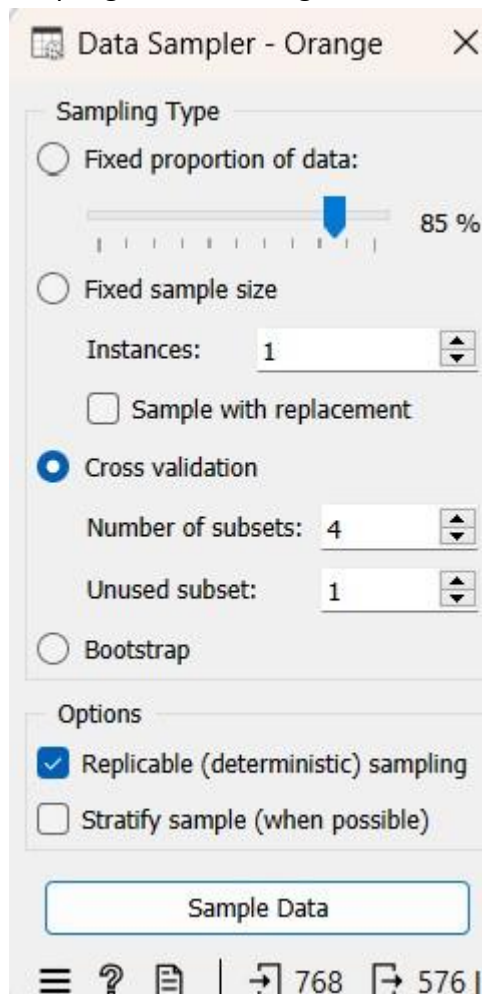 Data Sampler - Orange
Sampling Type
Fixed proportion of data:
85 %
Fixed sample size
Instances: 1
Sample with replacement
Cross validation
Number of subsets: 4
Unused subset: 1
Bootstrap
Options
Replicable (deterministic) sampling
Stratify sample (when possible)
Sample Data
? 768 576